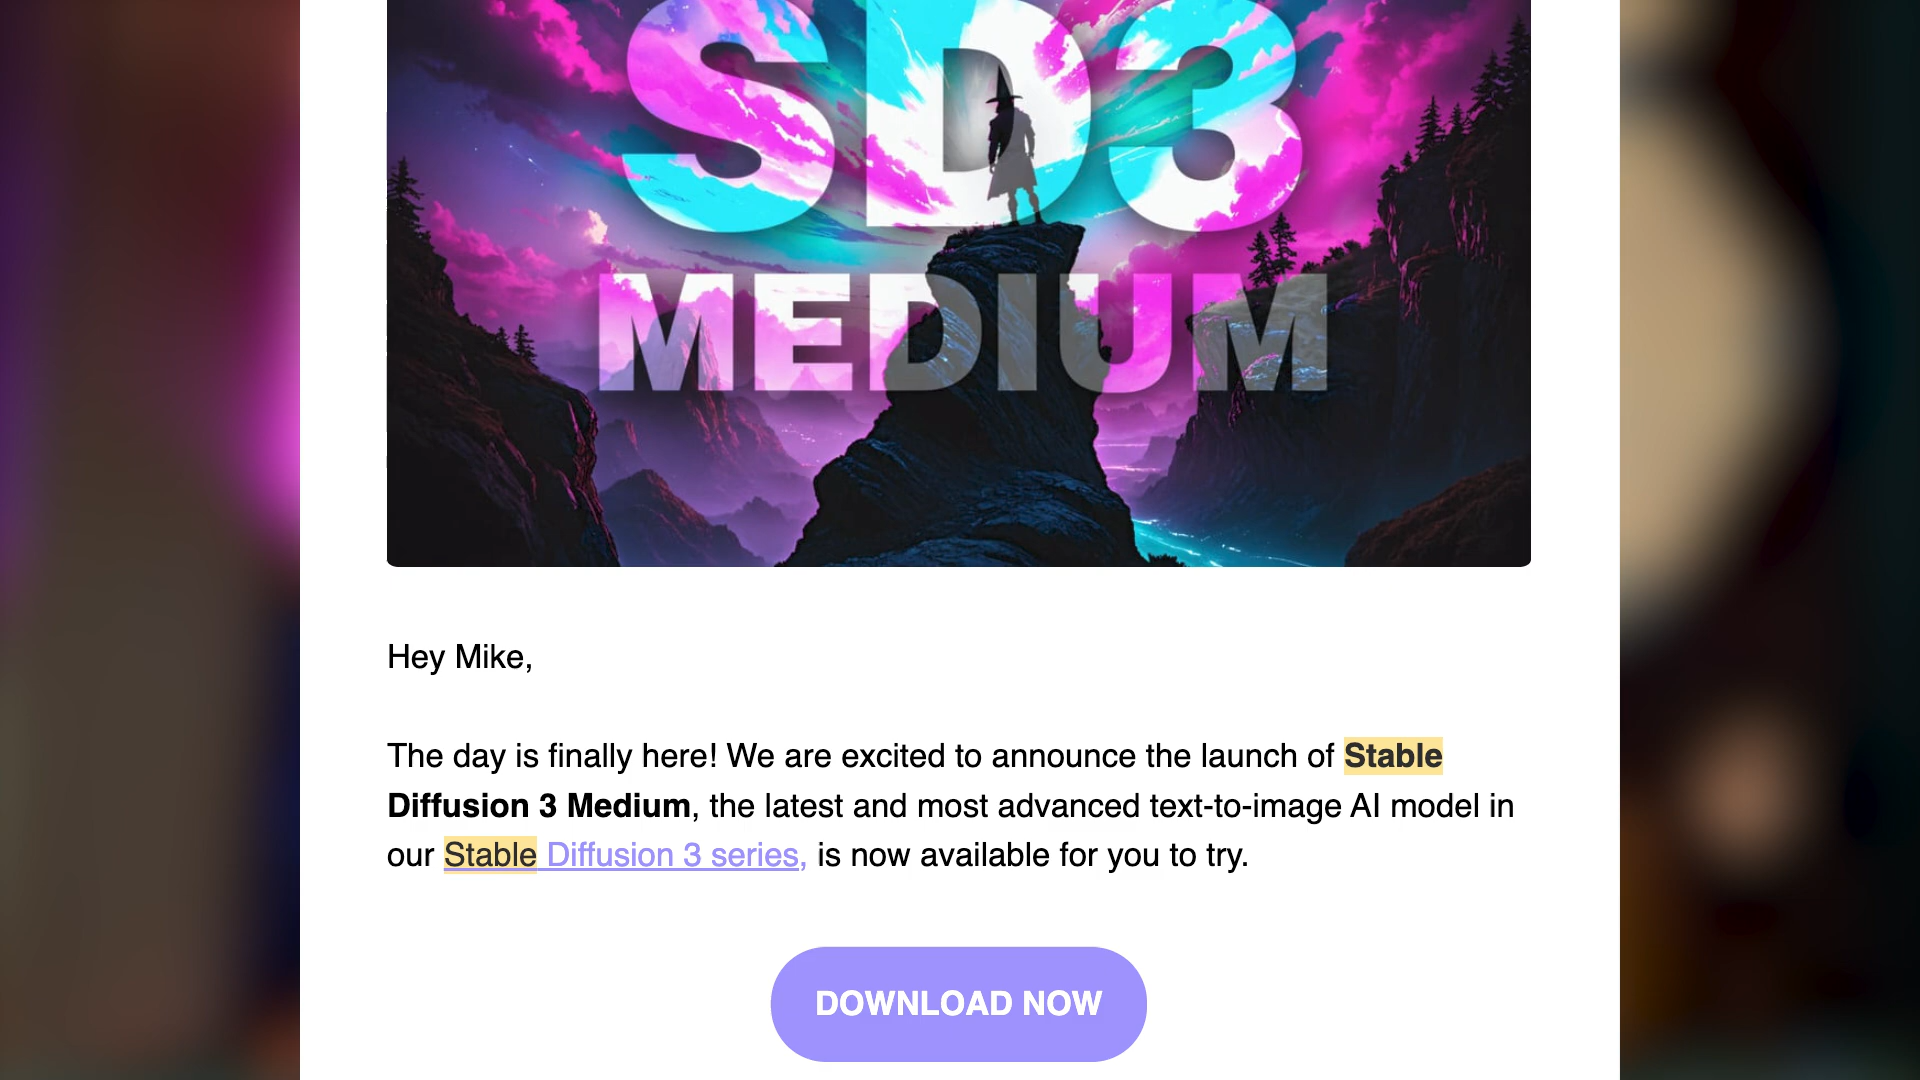 SD3
MEDIUM
Hey Mike,
The day is finally here! We are excited to announce the launch of Stable
Diffusion 3 Medium, the latest and most advanced text-to-image AI model in
our Stable Diffusion 3 series, is now available for you to try.
DOWNLOAD NOW